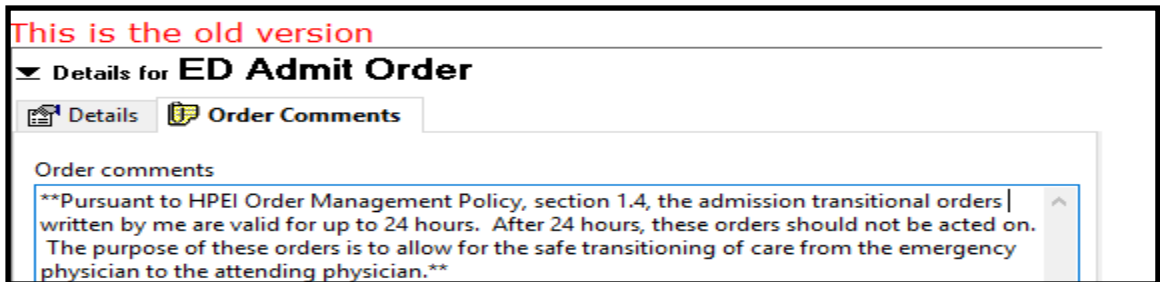 This is the old version
Details for ED Admit Order
Details Order Comments
Order comments
**Pursuant to HPEI Order Management Policy, section 1.4, the admission transitional orders
written by me are valid for up to 24 hours.  After 24 hours, these orders should not be acted on.
The purpose of these orders is to allow for the safe transitioning of care from the emergency
physician to the attending physician.**